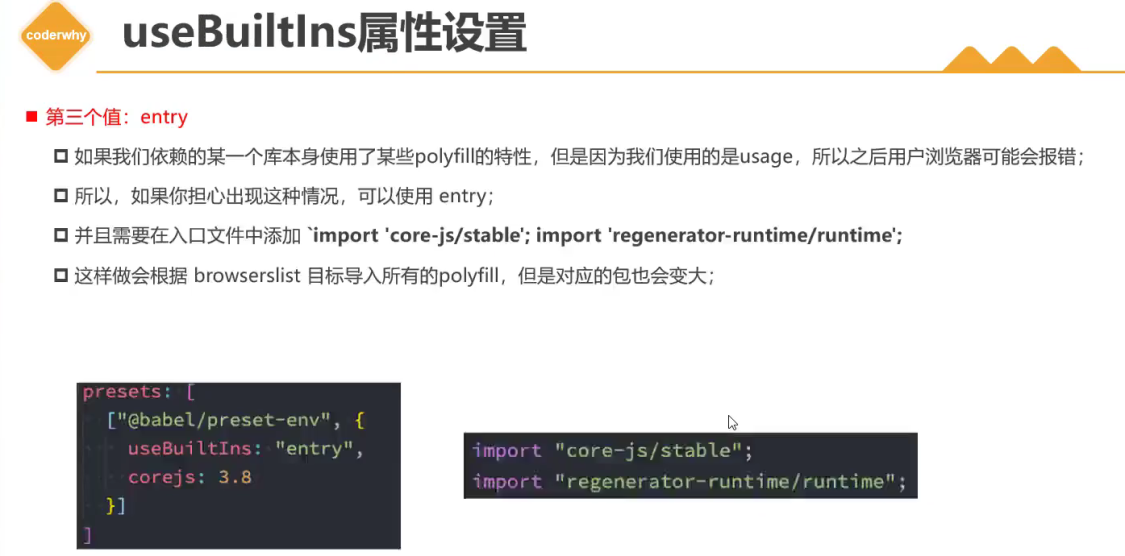 coderwhy
useBuiltIns属性设置
第三个值：entry
如果我们依赖的某一个库本身使用了某些polyfill的特性，但是因为我们使用的是usage，所以之后用户浏览器可能会报错；
所以，如果你担心出现这种情况，可以使用 entry；
并且需要在入口文件中添加 `import 'core-js/stable'; import 'regenerator-runtime/runtime';
这样做会根据 browserslist 目标导入所有的polyfill，但是对应的包也会变大；
presets: [
["@babel/preset-env", {
useBuiltIns: "entry",
corejs: 3.8
}]
]
import "core-js/stable";
import "regenerator-runtime/runtime";